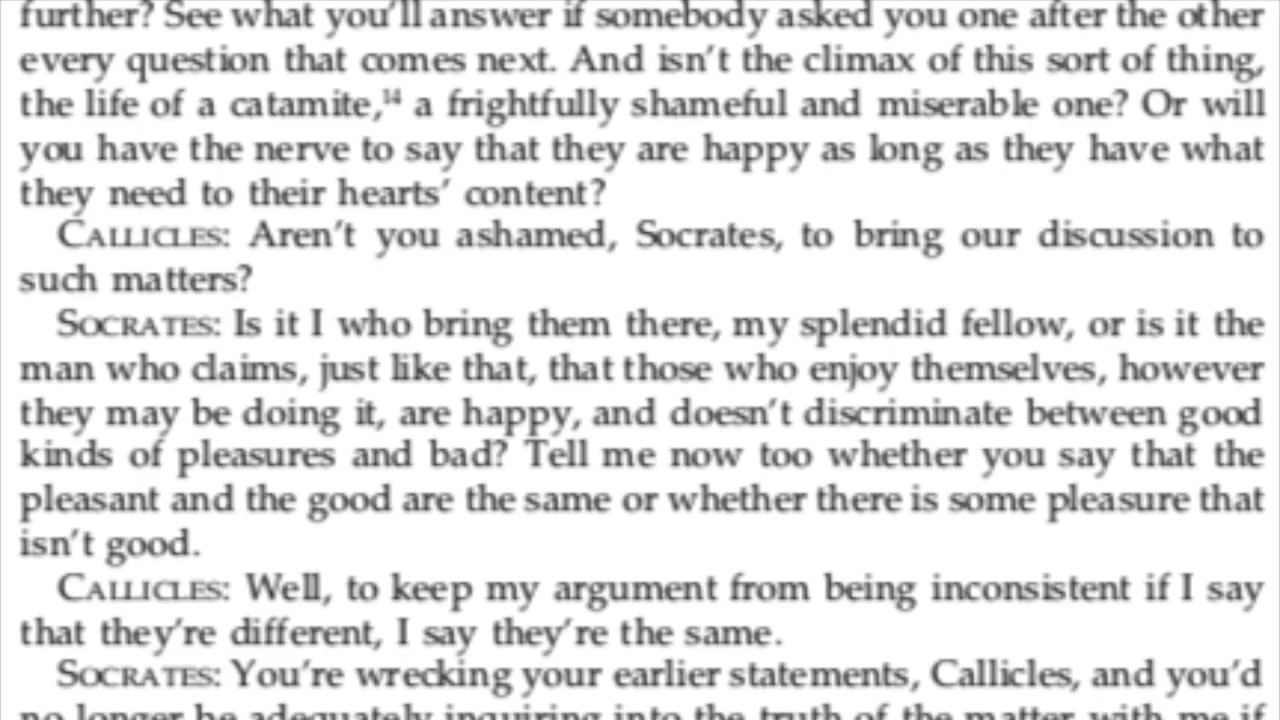 further? See what you'll answer if somebody asked you one after the other
every question that comes next. And isn't the climax of this sort of thing,
the life of a catamite,¹⁴ a frightfully shameful and miserable one? Or will
you have the nerve to say that they are happy as long as they have what
they need to their hearts' content?
CALLICLES: Aren't you ashamed, Socrates, to bring our discussion to
such matters?
SOCRATES: Is it I who bring them there, my splendid fellow, or is it the
man who claims, just like that, that those who enjoy themselves, however
they may be doing it, are happy, and doesn't discriminate between good
kinds of pleasures and bad? Tell me now too whether you say that the
pleasant and the good are the same or whether there is some pleasure that
isn't good.
CALLICLES: Well, to keep my argument from being inconsistent if I say
that they're different, I say they're the same.
SOCRATES: You're wrecking your earlier statements, Callicles, and you'd
no longer be adequately inquiring into the truth of the matter with me if